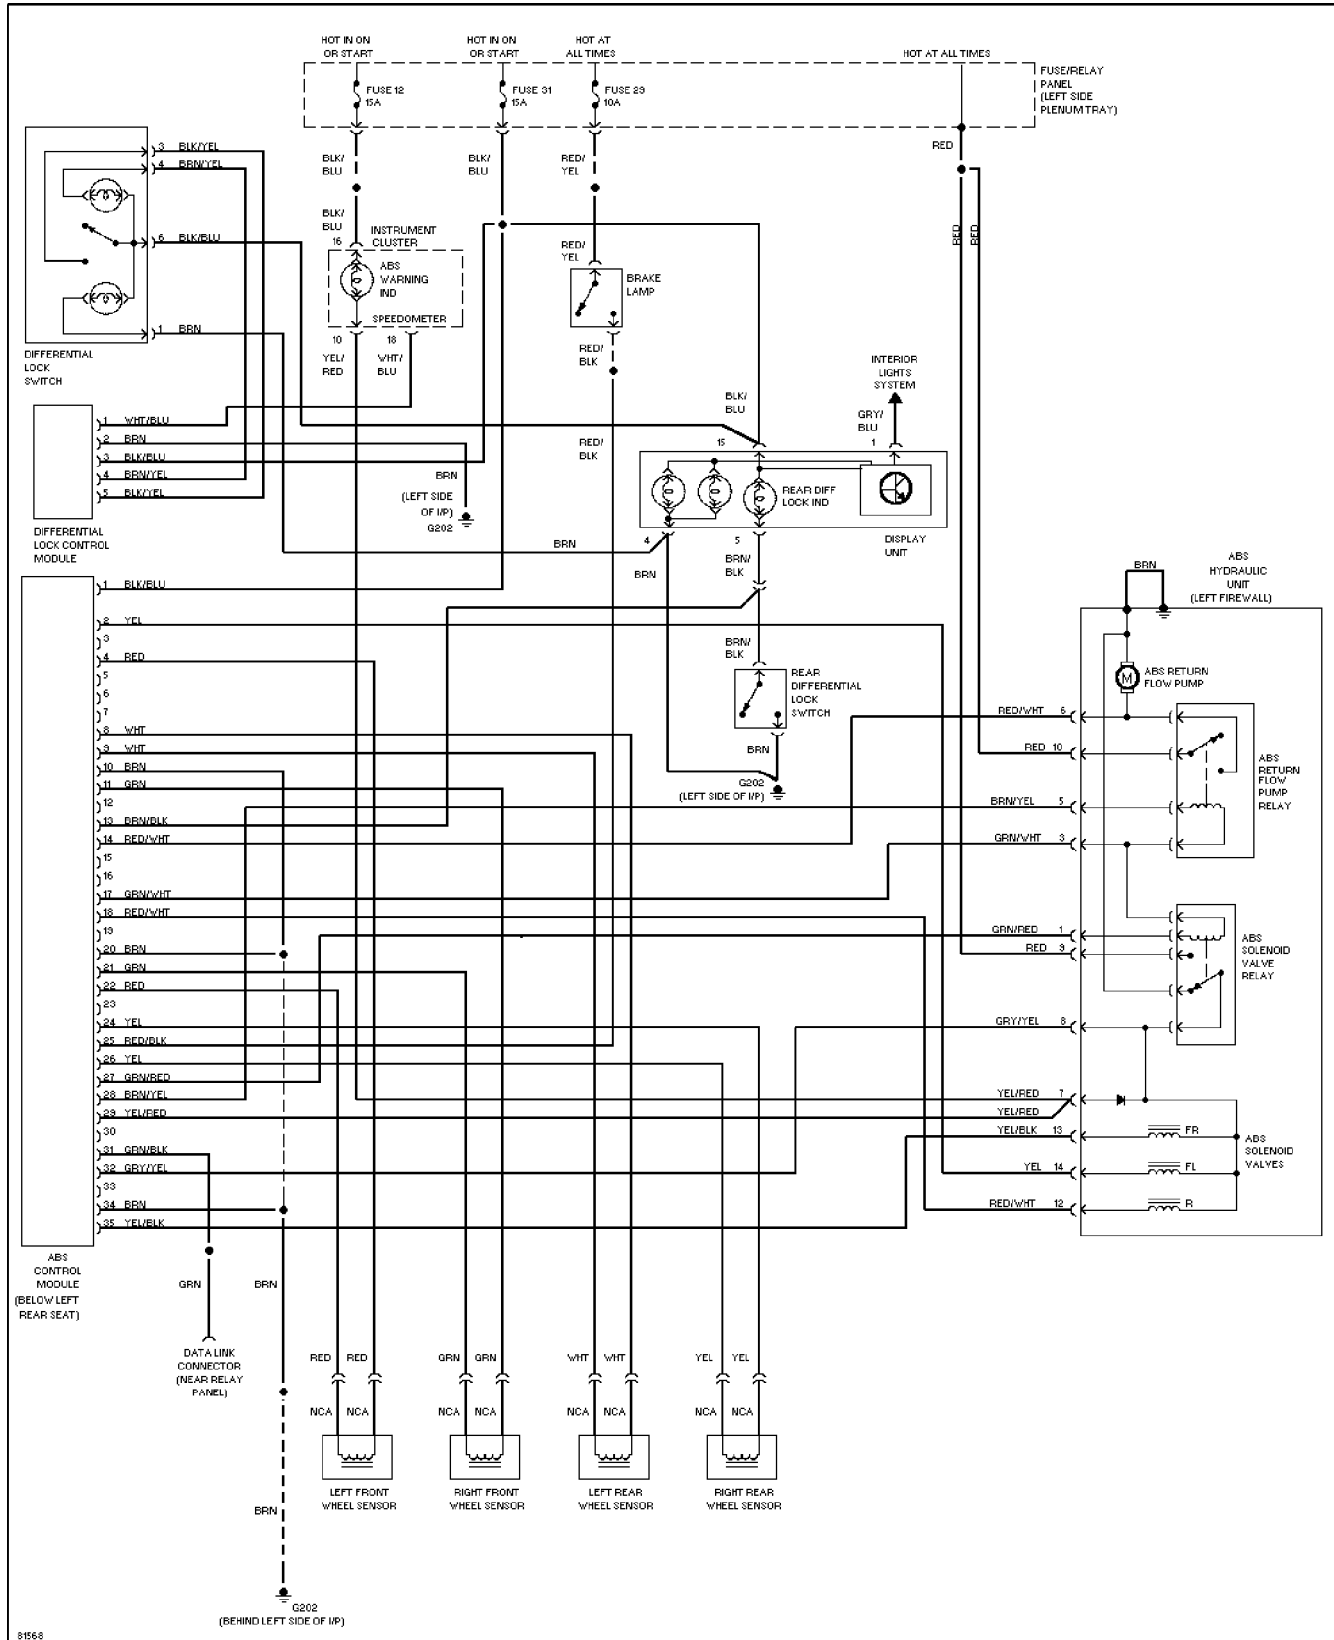 HOT IN ON
OR START
HOT IN ON
OR START
HOT AT
ALL TIMES
HOT AT ALL TIMES
FUSE 12
15A
FUSE 31
15A
FUSE 29
10A
FUSE/RELAY
PANEL
(LEFT SIDE
PLENUM TRAY)
RED
BLK/
BLU
BLK/
BLU
RED/
YEL
3 BLK/YEL
4 BRN/YEL
6 BLK/BLU
1 BRN
DIFFERENTIAL
LOCK
SWITCH
BLK/
BLU
16
INSTRUMENT
CLUSTER
ABS
WARNING
IND
SPEEDOMETER
10
18
YEL/
RED
WHT/
BLU
RED/
YEL
BRAKE
LAMP
RED/
BLK
RED
RED
INTERIOR
LIGHTS
SYSTEM
GRY/
BLU
1
BLK/
BLU
15
RED/
BLK
REAR DIFF
LOCK IND
DISPLAY
UNIT
4
5
1 WHT/BLU
2 BRN
3 BLK/BLU
4 BRN/YEL
5 BLK/YEL
DIFFERENTIAL
LOCK CONTROL
MODULE
BRN
(LEFT SIDE
OF I/P)
G202
BRN
BRN
BRN/
BLK
BRN/
BLK
REAR
DIFFERENTIAL
LOCK
SWITCH
BRN
G202
(LEFT SIDE OF I/P)
BRN
ABS
HYDRAULIC
UNIT
(LEFT FIREWALL)
ABS RETURN
FLOW PUMP
M
ABS
RETURN
FLOW
PUMP
RELAY
ABS
SOLENOID
VALVE
RELAY
ABS
SOLENOID
VALVES
FR
FL
R
RED/WHT 6
RED 10
BRN/YEL 5
GRN/WHT 3
GRN/RED 1
RED 9
GRY/YEL 8
YEL/RED 7
YEL/RED
YEL/BLK 13
YEL 14
RED/WHT 12
1 BLK/BLU
2 YEL
3
4 RED
5
6
7
8 WHT
9 WHT
10 BRN
11 GRN
12
13 BRN/BLK
14 RED/WHT
15
16
17 GRN/WHT
18 RED/WHT
19
20 BRN
21 GRN
22 RED
23
24 YEL
25 RED/BLK
26 YEL
27 GRN/RED
28 BRN/YEL
29 YEL/RED
30
31 GRN/BLK
32 GRY/YEL
33
34 BRN
35 YEL/BLK
ABS
CONTROL
MODULE
(BELOW LEFT
REAR SEAT)
GRN
BRN
DATA LINK
CONNECTOR
(NEAR RELAY
PANEL)
RED RED
GRN GRN
WHT WHT
YEL YEL
NCA NCA
NCA NCA
NCA NCA
NCA NCA
LEFT FRONT
WHEEL SENSOR
RIGHT FRONT
WHEEL SENSOR
LEFT REAR
WHEEL SENSOR
RIGHT REAR
WHEEL SENSOR
BRN
G202
(BEHIND LEFT SIDE OF I/P)
81568